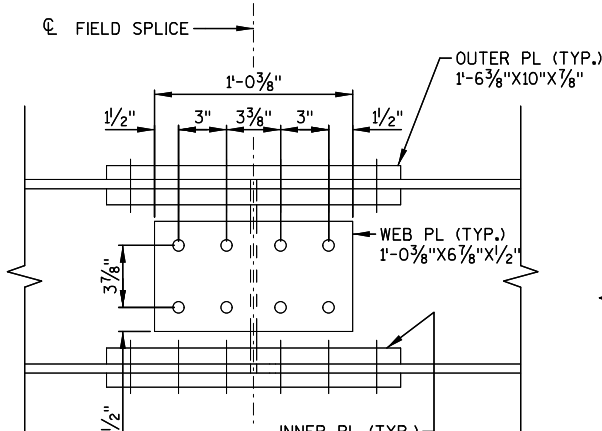 ℄ FIELD SPLICE
OUTER PL (TYP.)
1'-6⅜"X10"X⅞"
1'-0⅜"
1½" 3" 3⅜" 3" 1½"
WEB PL (TYP.)
1'-0⅜"X6⅞"X½"
3⅞"
½"
INNER PL (TYP.)